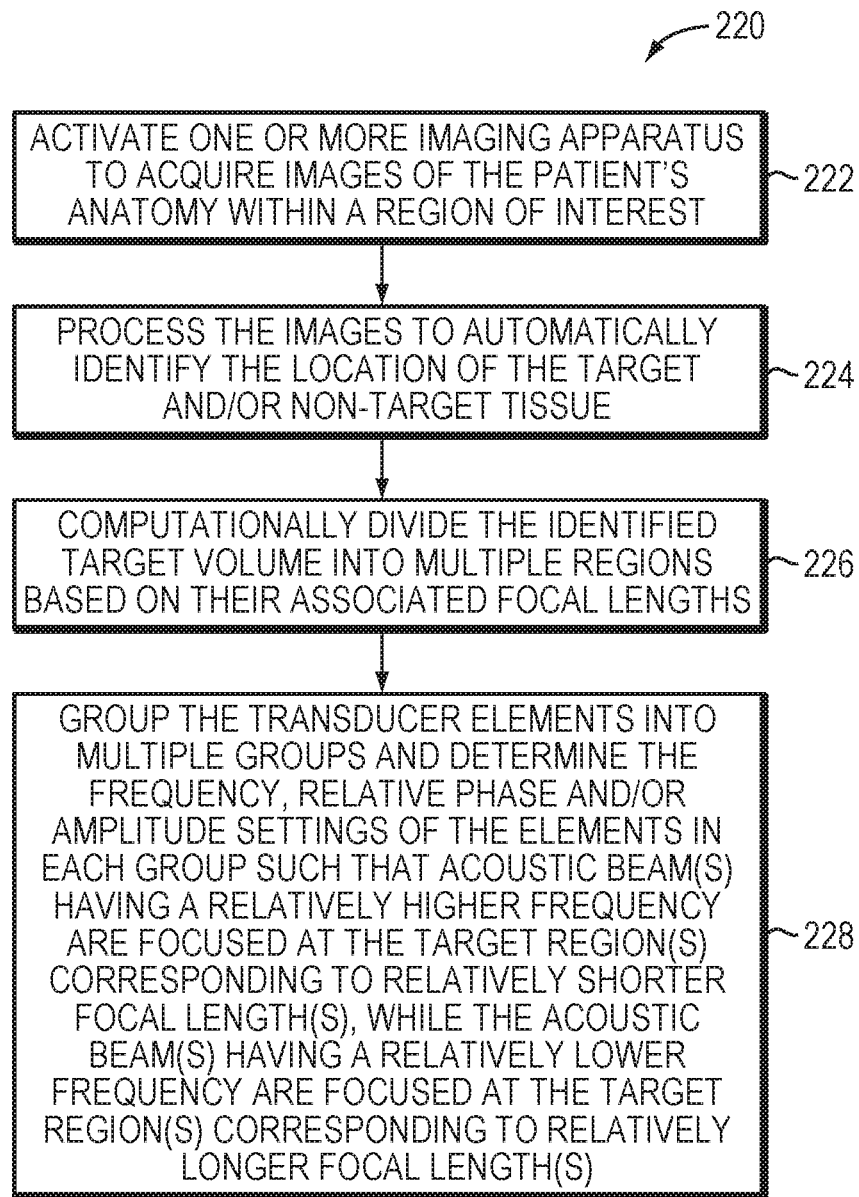 220
ACTIVATE ONE OR MORE IMAGING APPARATUS
TO ACQUIRE IMAGES OF THE PATIENT'S
ANATOMY WITHIN A REGION OF INTEREST
222
PROCESS THE IMAGES TO AUTOMATICALLY
IDENTIFY THE LOCATION OF THE TARGET
AND/OR NON-TARGET TISSUE
224
COMPUTATIONALLY DIVIDE THE IDENTIFIED
TARGET VOLUME INTO MULTIPLE REGIONS
BASED ON THEIR ASSOCIATED FOCAL LENGTHS
226
GROUP THE TRANSDUCER ELEMENTS INTO
MULTIPLE GROUPS AND DETERMINE THE
FREQUENCY, RELATIVE PHASE AND/OR
AMPLITUDE SETTINGS OF THE ELEMENTS IN
EACH GROUP SUCH THAT ACOUSTIC BEAM(S)
HAVING A RELATIVELY HIGHER FREQUENCY
ARE FOCUSED AT THE TARGET REGION(S)
CORRESPONDING TO RELATIVELY SHORTER
FOCAL LENGTH(S), WHILE THE ACOUSTIC
BEAM(S) HAVING A RELATIVELY LOWER
FREQUENCY ARE FOCUSED AT THE TARGET
REGION(S) CORRESPONDING TO RELATIVELY
LONGER FOCAL LENGTH(S)
228